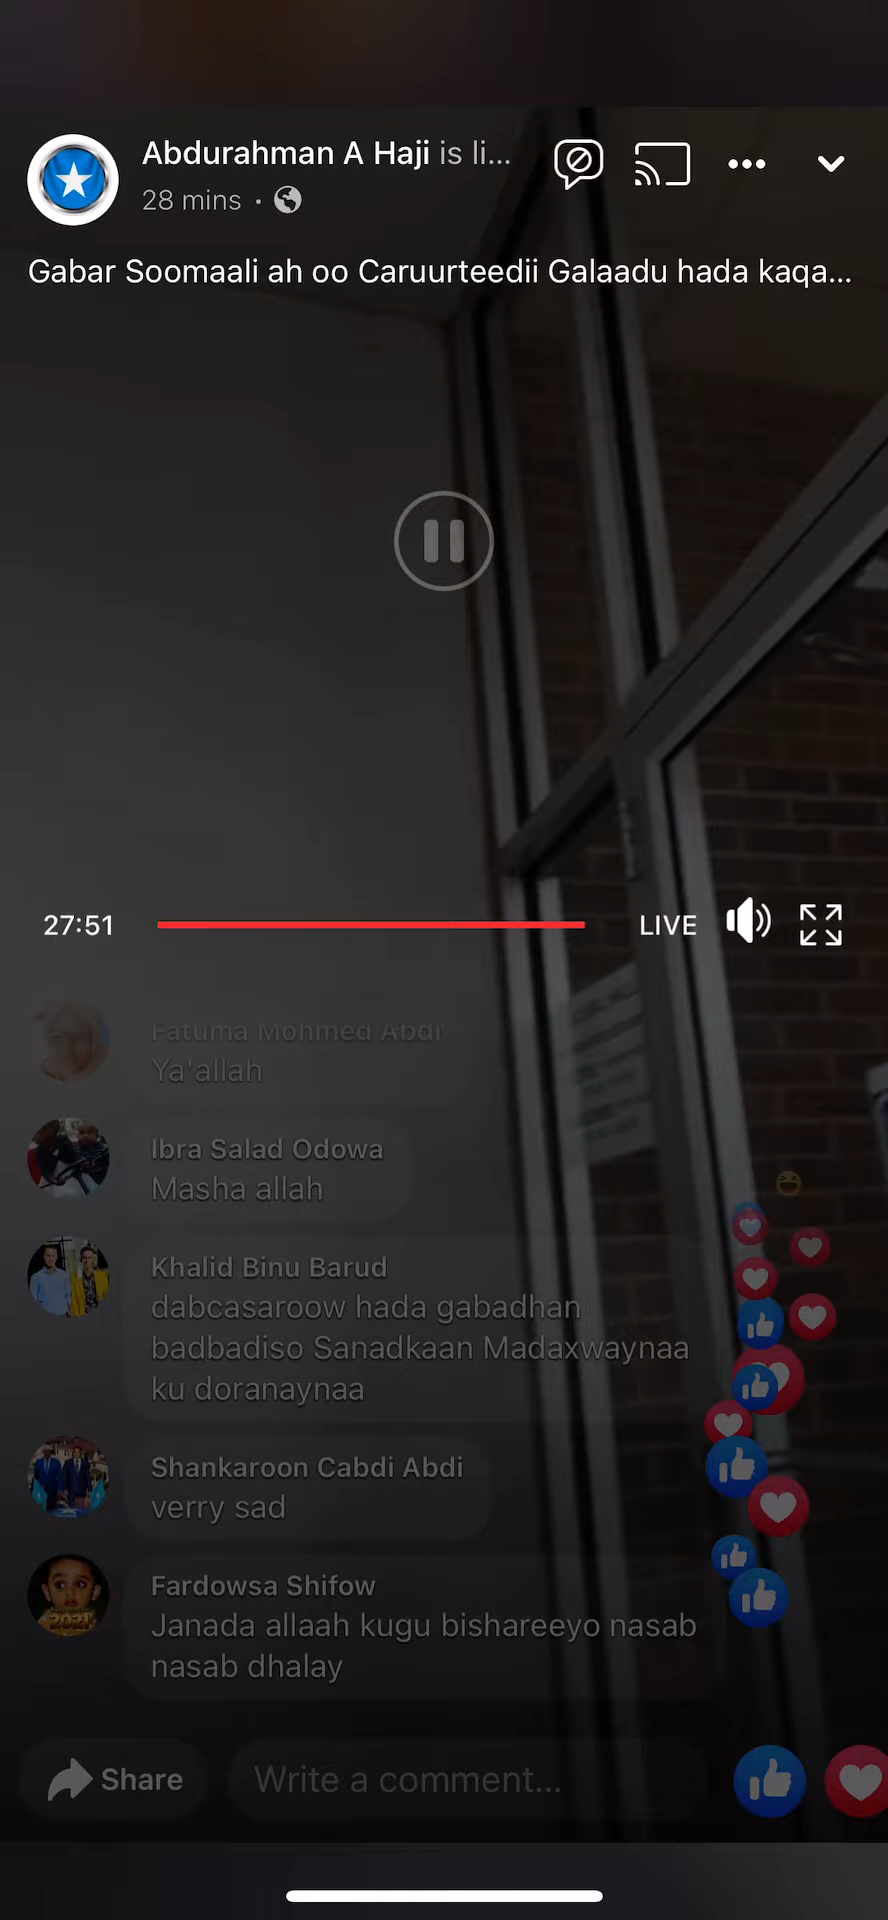 Abdurahman A Haji is li...
28 mins ·
Gabar Soomaali ah oo Caruurteedii Galaadu hada kaqa...
27:51
LIVE
Fatuma Mohmed Abdi
Ya'allah
Ibra Salad Odowa
Masha allah
Khalid Binu Barud
dabcasaroow hada gabadhan
badbadiso Sanadkaan Madaxwaynaa
ku doranaynaa
Shankaroon Cabdi Abdi
verry sad
Fardowsa Shifow
Janada allaah kugu bishareeyo nasab
nasab dhalay
Share
Write a comment...